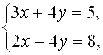 3x + 4y = 5,
2x − 4y = 8,